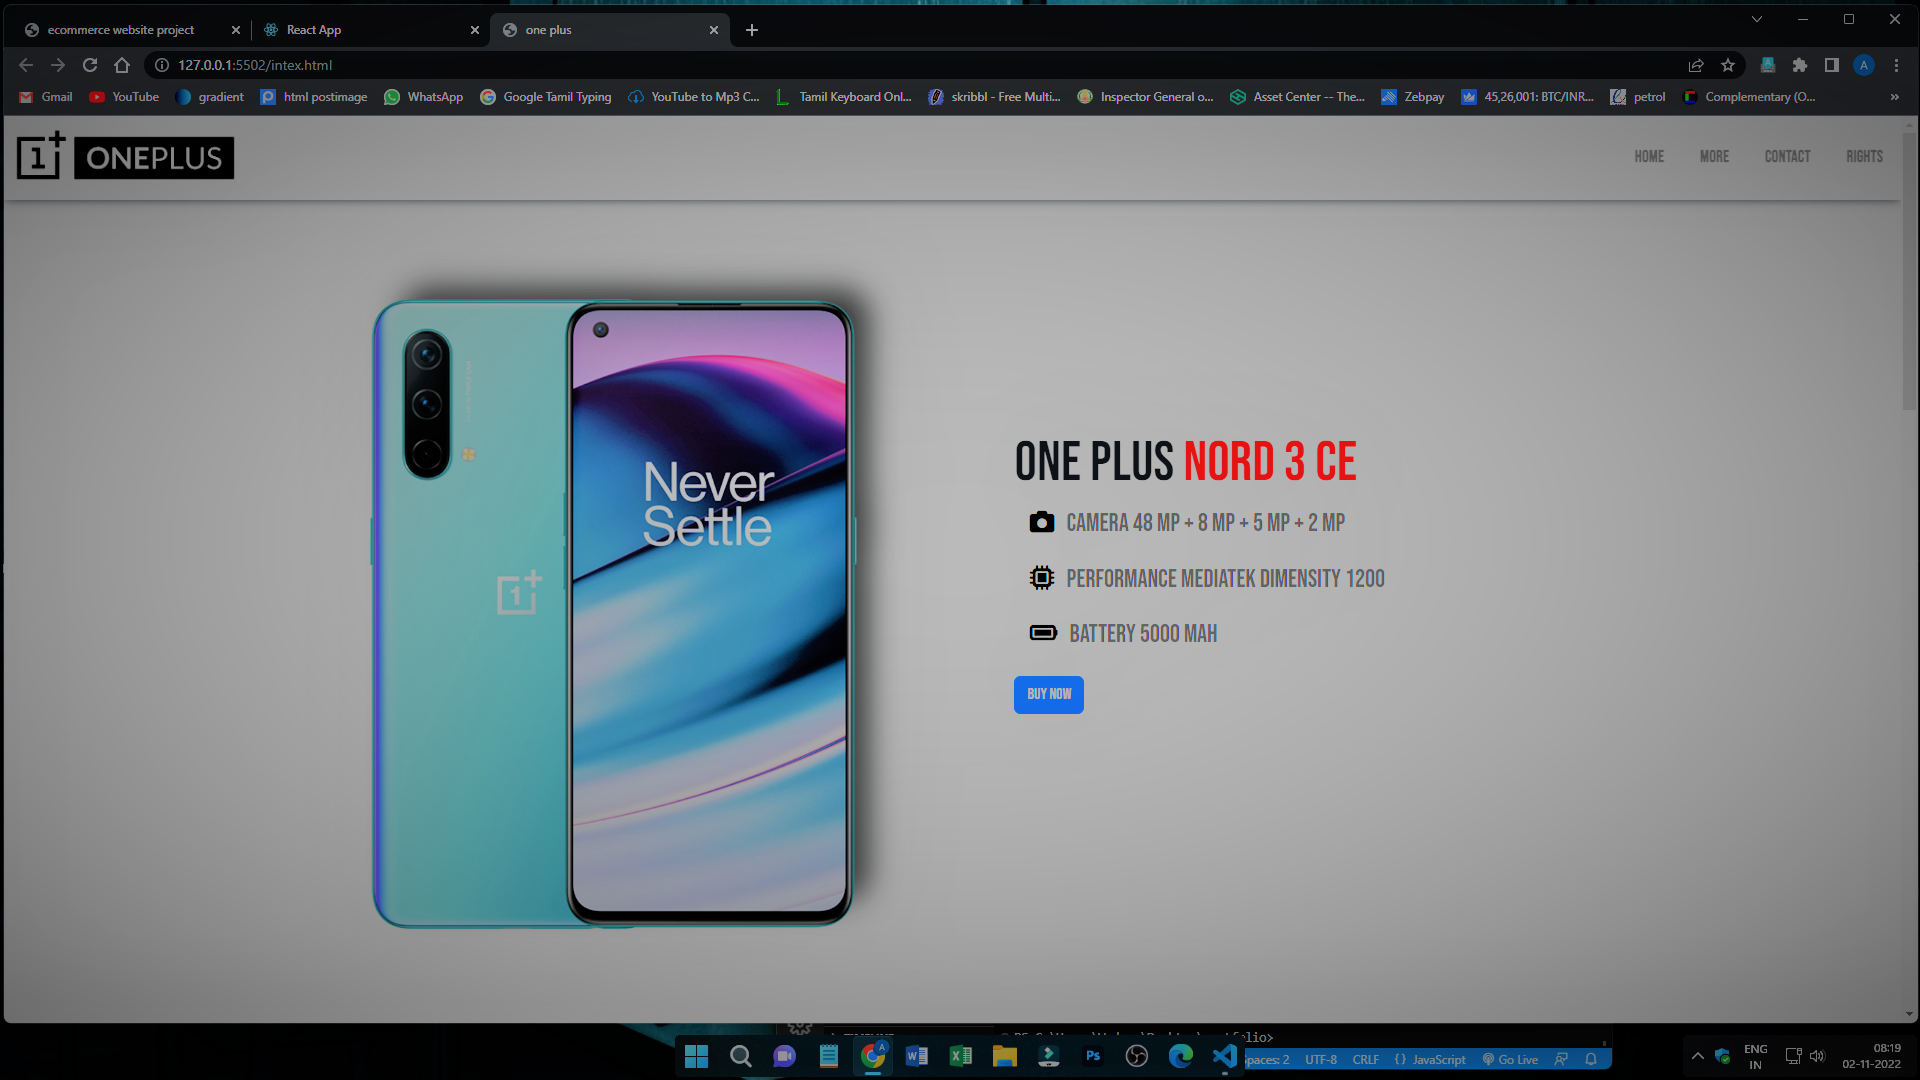 ecommerce website project
React App
one plus
127.0.0.1:5502/intex.html
A
Gmail
YouTube
gradient
html postimage
WhatsApp
Google Tamil Typing
YouTube to Mp3 C...
Tamil Keyboard Onl...
skribbl - Free Multi...
Inspector General o...
Asset Center -- The...
Zebpay
45,26,001: BTC/INR...
petrol
Complementary (O...
»
1+ ONEPLUS
HOME
MORE
CONTACT
RIGHTS
Never
Settle
1+
ONE PLUS NORD 3 CE
CAMERA 48 MP + 8 MP + 5 MP + 2 MP
PERFORMANCE MEDIATEK DIMENSITY 1200
BATTERY 5000 MAH
BUY NOW
paces: 2
UTF-8
CRLF
{ } JavaScript
Go Live
ENG
IN
08:19
02-11-2022